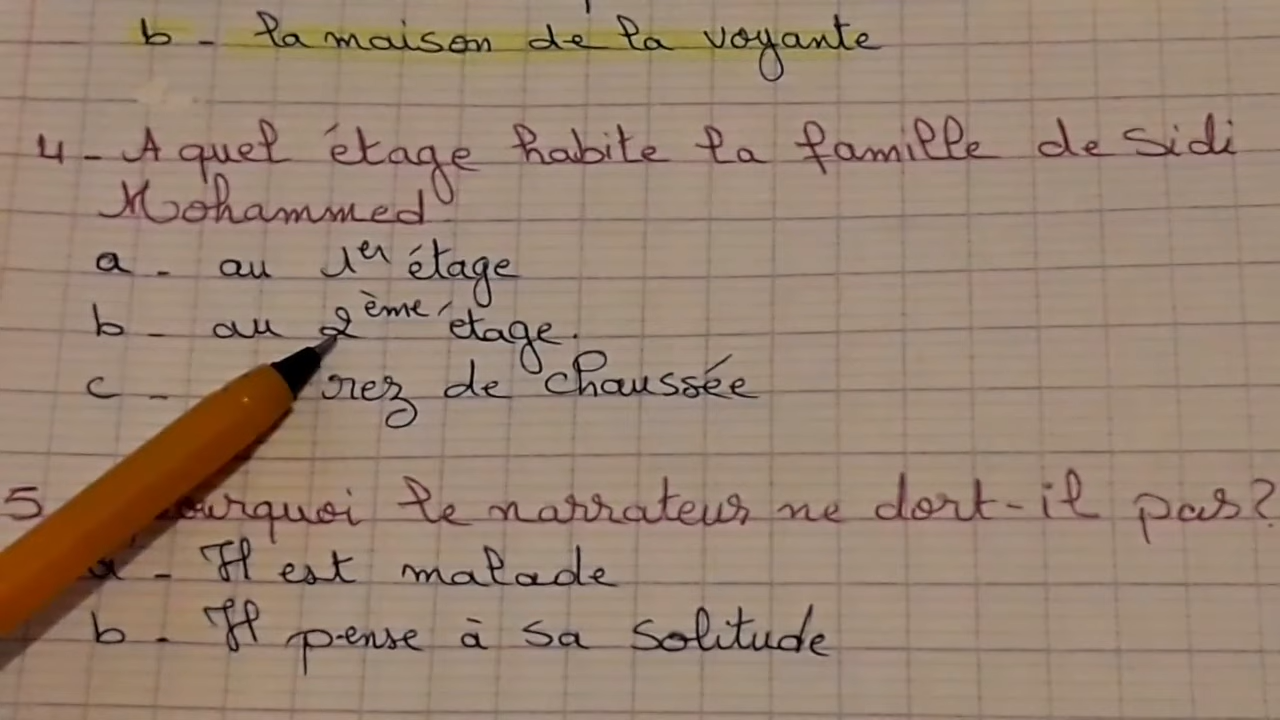 b - la maison de la voyante
4 - A quel étage habite la famille de Sidi
Mohammed
a - au 1er étage
b - au 2ème étage.
c - rez de chaussée
5 le narrateur ne dort-il pas?
a - Il est malade
b - Il pense à sa solitude